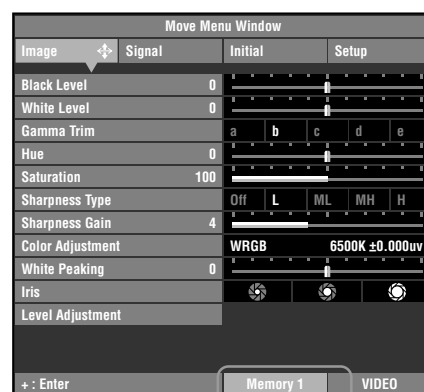 Move Menu Window
Image Signal Initial Setup
Black Level 0
White Level 0
Gamma Trim a b c d e
Hue 0
Saturation 100
Sharpness Type Off L ML MH H
Sharpness Gain 4
Color Adjustment WRGB 6500K ±0.000uv
White Peaking 0
Iris
Level Adjustment
+ : Enter Memory 1 VIDEO